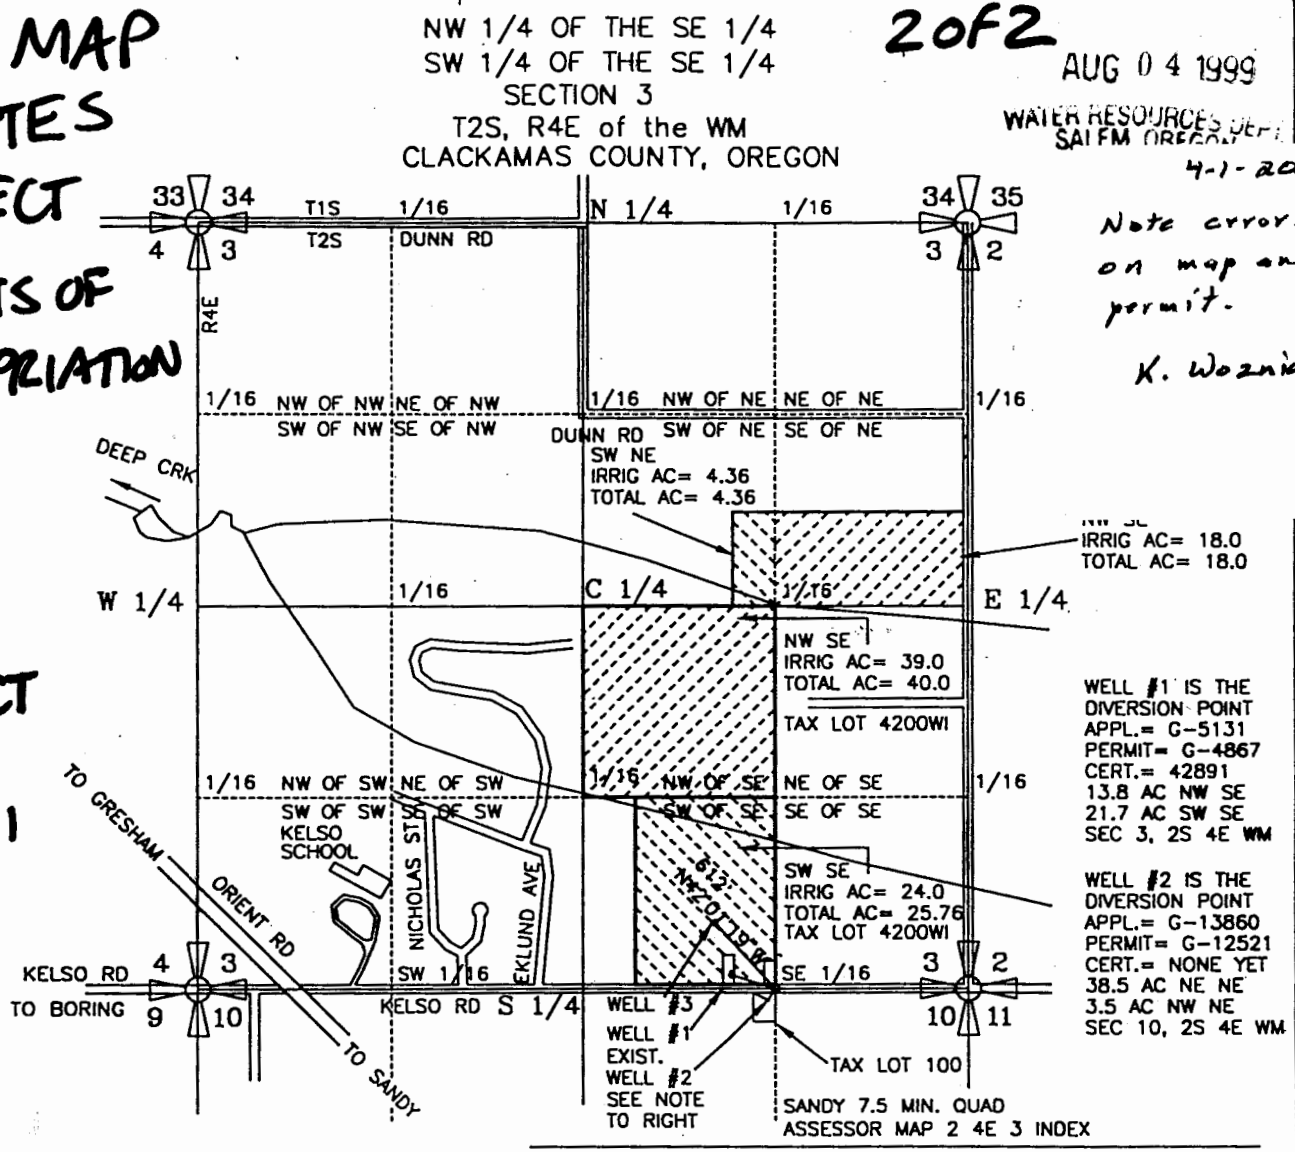 MAP
2 OF 2
NW 1/4 OF THE SE 1/4
SW 1/4 OF THE SE 1/4
SECTION 3
T2S, R4E of the WM
CLACKAMAS COUNTY, OREGON
AUG 04 1999
WATER RESOURCES DEPT
SALEM OREGON
4-1-20
Note error
on map an
permit.
K. Wozni
TES
ECT
TS OF
PRIATION
CT
1
33 34
4 3
T1S 1/16
T2S DUNN RD
N 1/4
1/16
34 35
3 2
R4E
1/16 NW OF NW NE OF NW
SW OF NW SE OF NW
1/16 NW OF NE NE OF NE
DUNN RD SW OF NE SE OF NE
1/16
DEEP CRK
SW NE
IRRIG AC= 4.36
TOTAL AC= 4.36
IRRIG AC= 18.0
TOTAL AC= 18.0
W 1/4
1/16
C 1/4
1/16
E 1/4
NW SE
IRRIG AC= 39.0
TOTAL AC= 40.0
TAX LOT 4200WI
WELL #1 IS THE
DIVERSION POINT
APPL.= G-5131
PERMIT= G-4867
CERT.= 42891
13.8 AC NW SE
21.7 AC SW SE
SEC 3, 2S 4E WM
1/16 NW OF SW NE OF SW
SW OF SW SE OF SW
1/16 NW OF SE NE OF SE
SW OF SE SE OF SE
1/16
TO GRESHAM
ORIENT RD
KELSO
SCHOOL
NICHOLAS ST
EKLUND AVE
612'
N42°01'19"W
SW SE
IRRIG AC= 24.0
TOTAL AC= 25.76
TAX LOT 4200WI
WELL #2 IS THE
DIVERSION POINT
APPL.= G-13860
PERMIT= G-12521
CERT.= NONE YET
38.5 AC NE NE
3.5 AC NW NE
SEC 10, 2S 4E WM
KELSO RD
TO BORING
4 3
9 10
SW 1/16
KELSO RD S 1/4
SE 1/16
3 2
10 11
TO SANDY
WELL #3
WELL #1
EXIST.
WELL #2
SEE NOTE
TO RIGHT
TAX LOT 100
SANDY 7.5 MIN. QUAD
ASSESSOR MAP 2 4E 3 INDEX